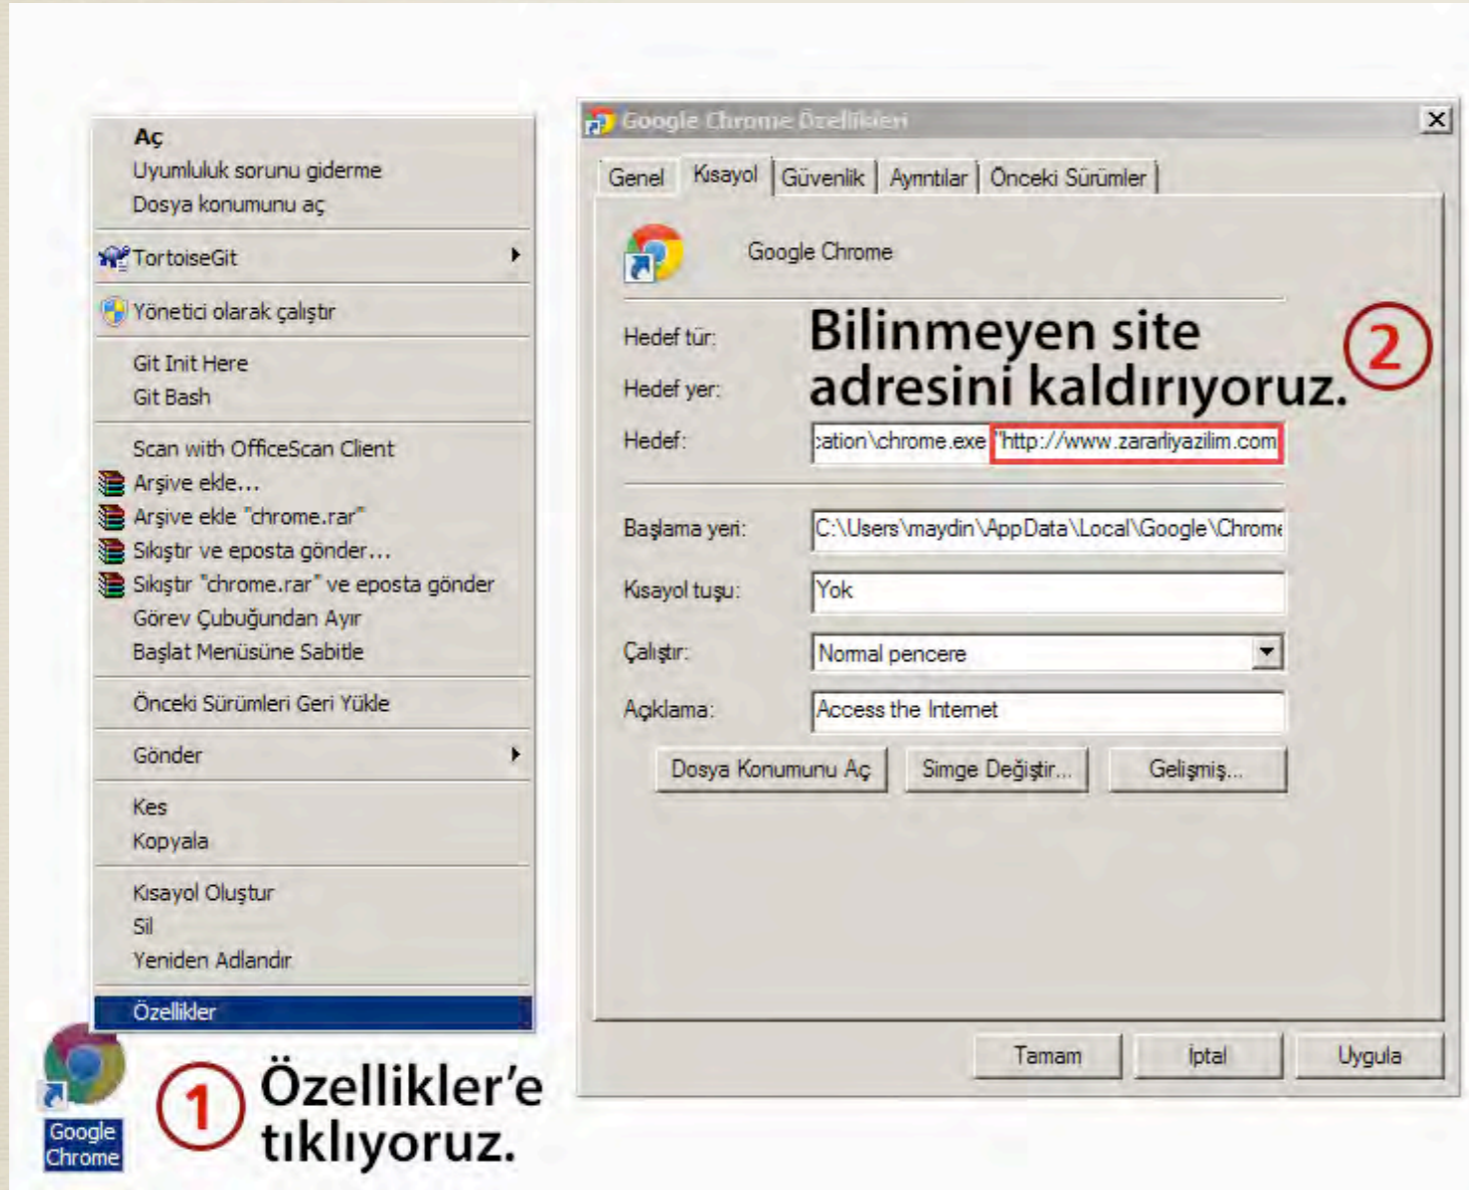 Aç
Uyumluluk sorunu giderme
Dosya konumunu aç
TortoiseGit
Yönetici olarak çalıştır
Git Init Here
Git Bash
Scan with OfficeScan Client
Arşive ekle...
Arşive ekle "chrome.rar"
Sıkıştır ve eposta gönder...
Sıkıştır "chrome.rar" ve eposta gönder
Görev Çubuğundan Ayır
Başlat Menüsüne Sabitle
Önceki Sürümleri Geri Yükle
Gönder
Kes
Kopyala
Kısayol Oluştur
Sil
Yeniden Adlandır
Özellikler
Google
Chrome
1
Özellikler'e
tıklıyoruz.
Google Chrome Özellikleri
Genel Kısayol Güvenlik Ayrıntılar Önceki Sürümler
Google Chrome
Hedef tür:
Hedef yer:
Bilinmeyen site
adresini kaldırıyoruz.
2
Hedef: :ation\chrome.exe "http://www.zararliyazilim.com
Başlama yeri: C:\Users\maydin\AppData\Local\Google\Chrome
Kısayol tuşu: Yok
Çalıştır: Normal pencere
Açıklama: Access the Internet
Dosya Konumunu Aç Simge Değiştir... Gelişmiş...
Tamam İptal Uygula